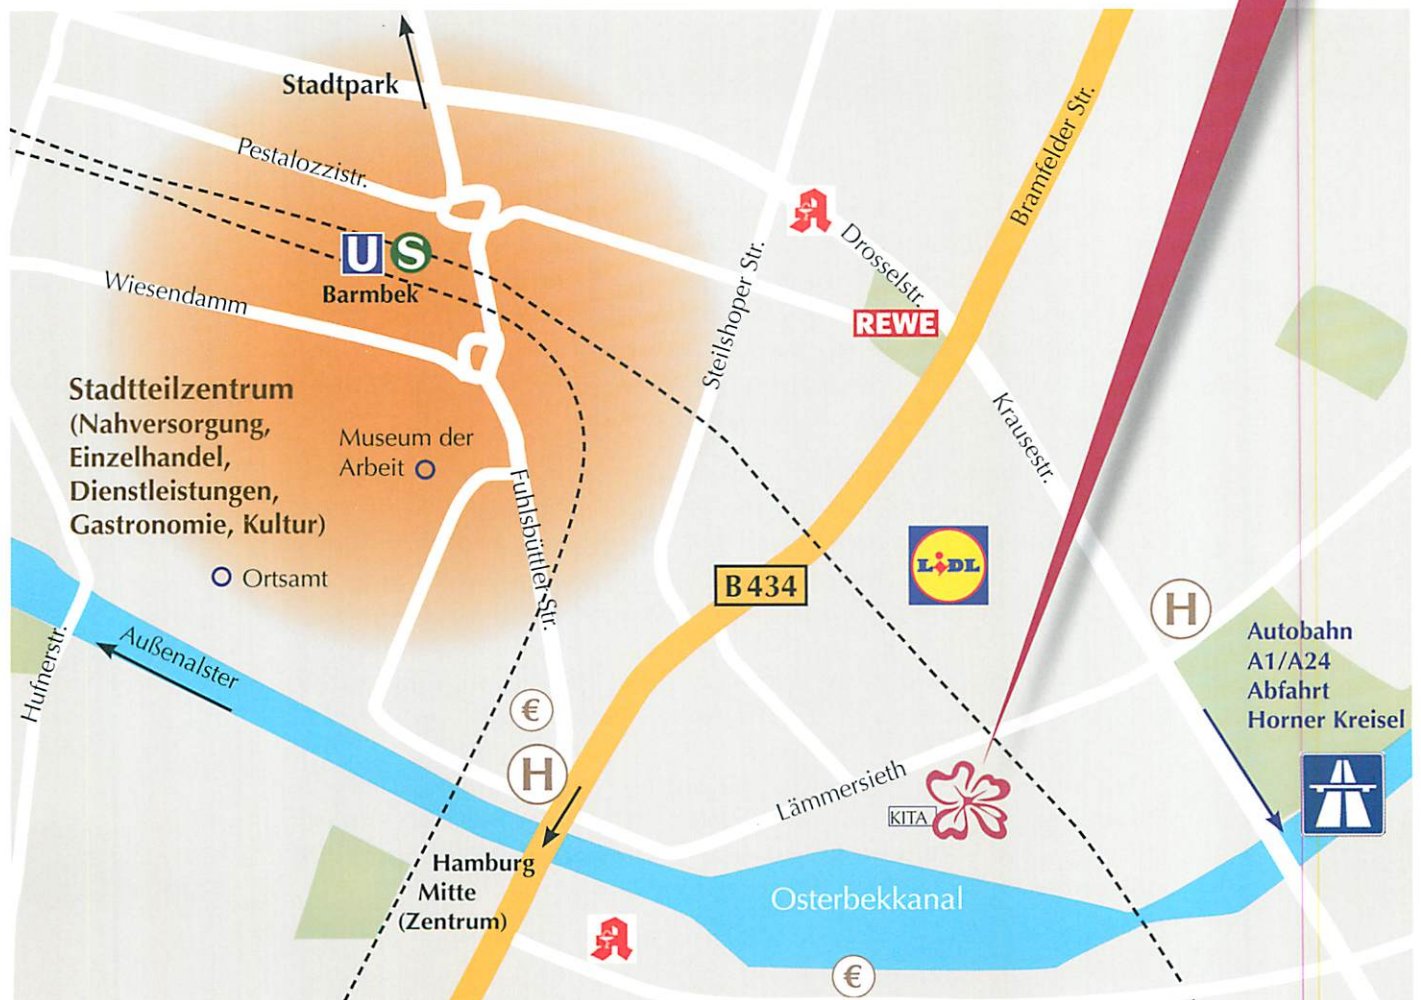 Stadtpark
Pestalozzistr.
Bramfelder Str.
U S
Barmbek
Wiesendamm
Steilshoper Str.
Drosselstr.
REWE
Stadtteilzentrum
(Nahversorgung,
Einzelhandel,
Dienstleistungen,
Gastronomie, Kultur)
Museum der
Arbeit
Ortsamt
Fuhlsbüttler Str.
Krausestr.
B 434
LIDL
H
Autobahn
A1/A24
Abfahrt
Horner Kreisel
Hufnerstr.
Außenalster
€
H
Lämmersieth
KITA
Hamburg
Mitte
(Zentrum)
Osterbekkanal
€